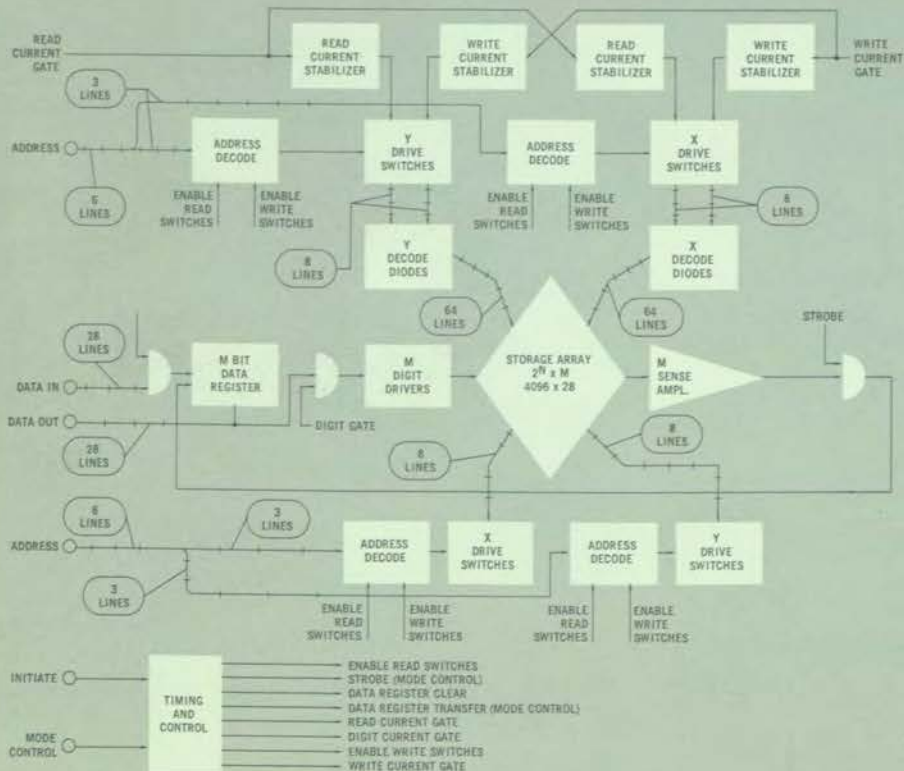 READ
CURRENT
GATE
READ
CURRENT
STABILIZER
WRITE
CURRENT
STABILIZER
READ
CURRENT
STABILIZER
WRITE
CURRENT
STABILIZER
WRITE
CURRENT
GATE
3
LINES
ADDRESS
6
LINES
ADDRESS
DECODE
Y
DRIVE
SWITCHES
ADDRESS
DECODE
X
DRIVE
SWITCHES
ENABLE
READ
SWITCHES
ENABLE
WRITE
SWITCHES
ENABLE
READ
SWITCHES
ENABLE
WRITE
SWITCHES
8
LINES
8
LINES
Y
DECODE
DIODES
X
DECODE
DIODES
64
LINES
64
LINES
STROBE
28
LINES
DATA IN
M BIT
DATA
REGISTER
M
DIGIT
DRIVERS
STORAGE ARRAY
2^N x M
4096 x 28
M
SENSE
AMPL.
DATA OUT
DIGIT GATE
28
LINES
8
LINES
8
LINES
6
LINES
3
LINES
ADDRESS
3
LINES
ADDRESS
DECODE
X
DRIVE
SWITCHES
ADDRESS
DECODE
Y
DRIVE
SWITCHES
ENABLE
READ
SWITCHES
ENABLE
WRITE
SWITCHES
ENABLE
READ
SWITCHES
ENABLE
WRITE
SWITCHES
INITIATE
MODE
CONTROL
TIMING
AND
CONTROL
ENABLE READ SWITCHES
STROBE (MODE CONTROL)
DATA REGISTER CLEAR
DATA REGISTER TRANSFER (MODE CONTROL)
READ CURRENT GATE
DIGIT CURRENT GATE
ENABLE WRITE SWITCHES
WRITE CURRENT GATE